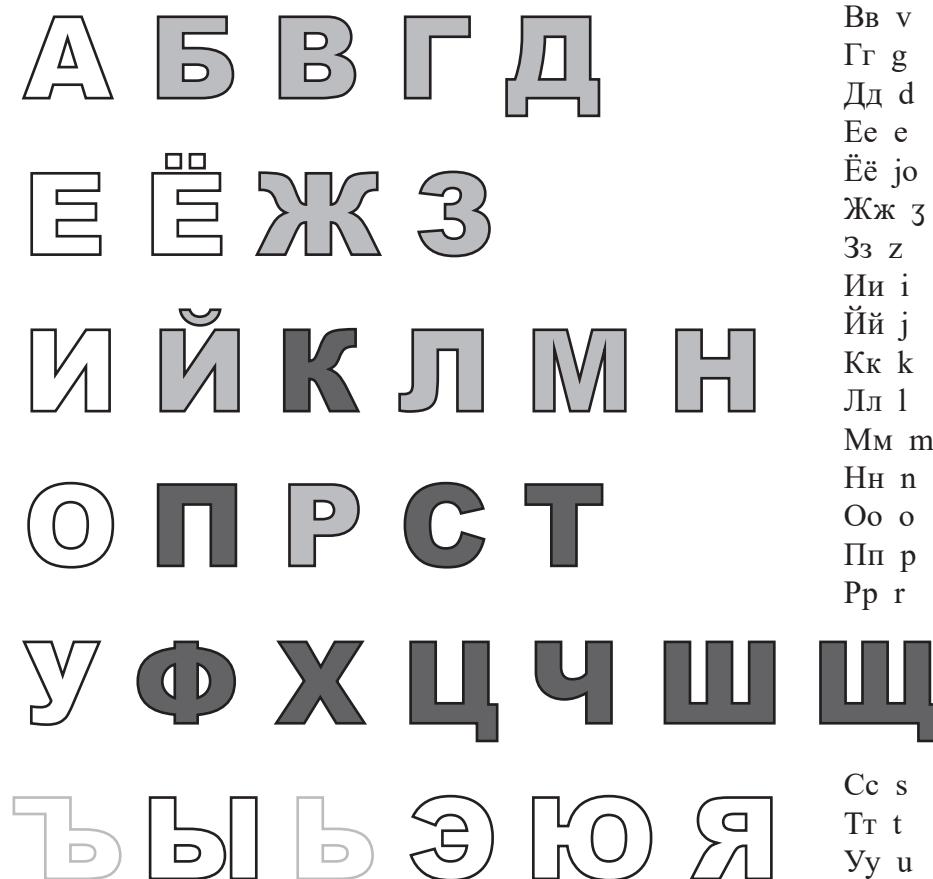 А Б В Г Д
Е Ё Ж З
И Й К Л М Н
О П Р С Т
У Ф Х Ц Ч Ш Щ
Ъ Ы Ь Э Ю Я
Вв v
Гг g
Дд d
Ее e
Ёё jo
Жж ʒ
Зз z
Ии i
Йй j
Кк k
Лл l
Мм m
Нн n
Оо o
Пп p
Рр r
Сс s
Тт t
Уу u